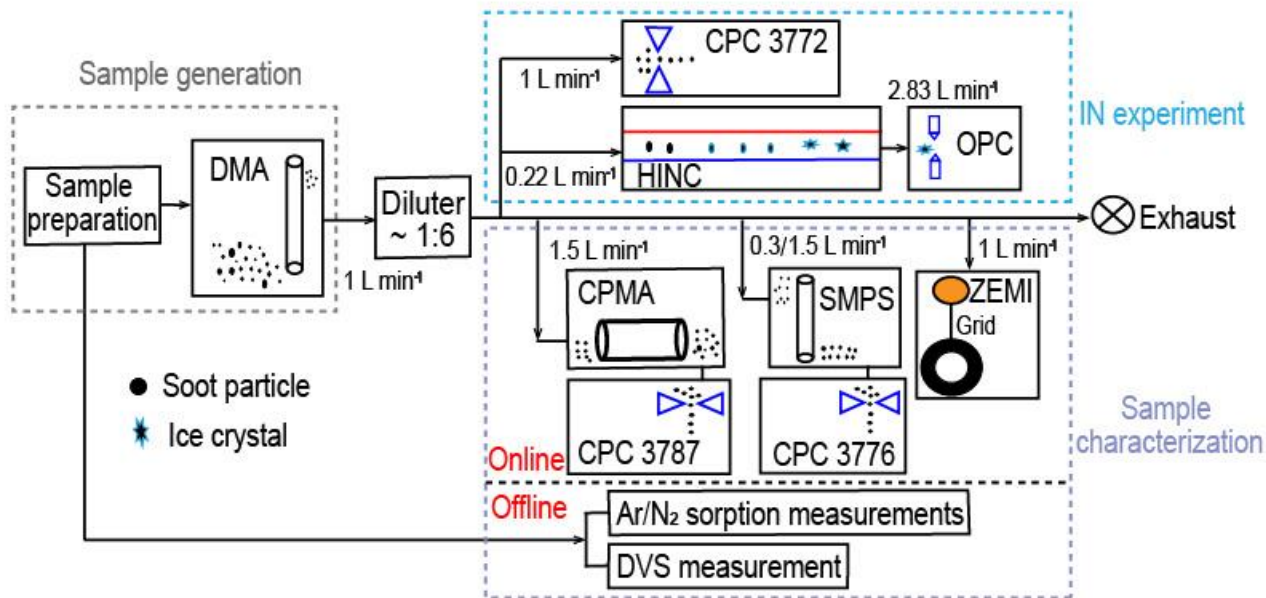 Sample generation
Sample
preparation
DMA
1 L min⁻¹
Diluter
~ 1:6
CPC 3772
1 L min⁻¹
2.83 L min⁻¹
IN experiment
OPC
HINC
0.22 L min⁻¹
Exhaust
1.5 L min⁻¹
0.3/1.5 L min⁻¹
1 L min⁻¹
CPMA
SMPS
ZEMI
Grid
Soot particle
Ice crystal
CPC 3787
CPC 3776
Sample
characterization
Online
Offline
Ar/N₂ sorption measurements
DVS measurement